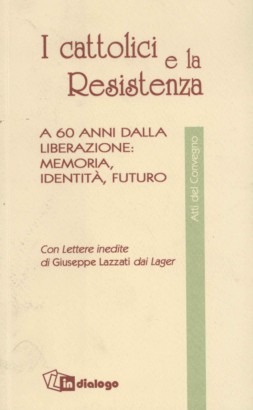 I cattolici e la
Resistenza
A 60 ANNI DALLA
LIBERAZIONE:
MEMORIA,
IDENTITÀ, FUTURO
Atti del Convegno
Con Lettere inedite
di Giuseppe Lazzati dai Lager
in dialogo